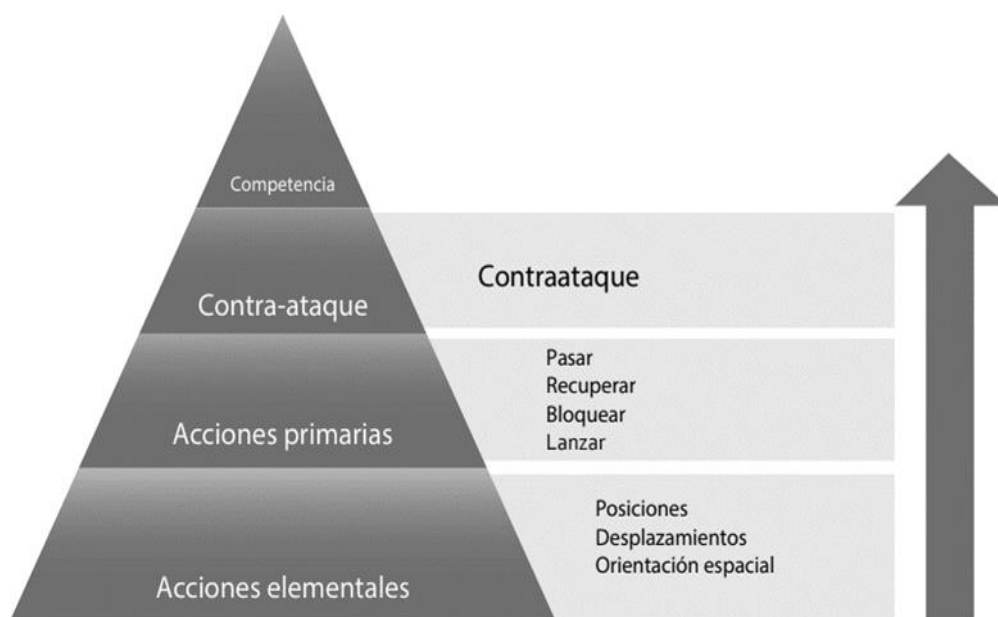 Competencia
Contra-ataque
Contraataque
Acciones primarias
Pasar
Recuperar
Bloquear
Lanzar
Acciones elementales
Posiciones
Desplazamientos
Orientación espacial